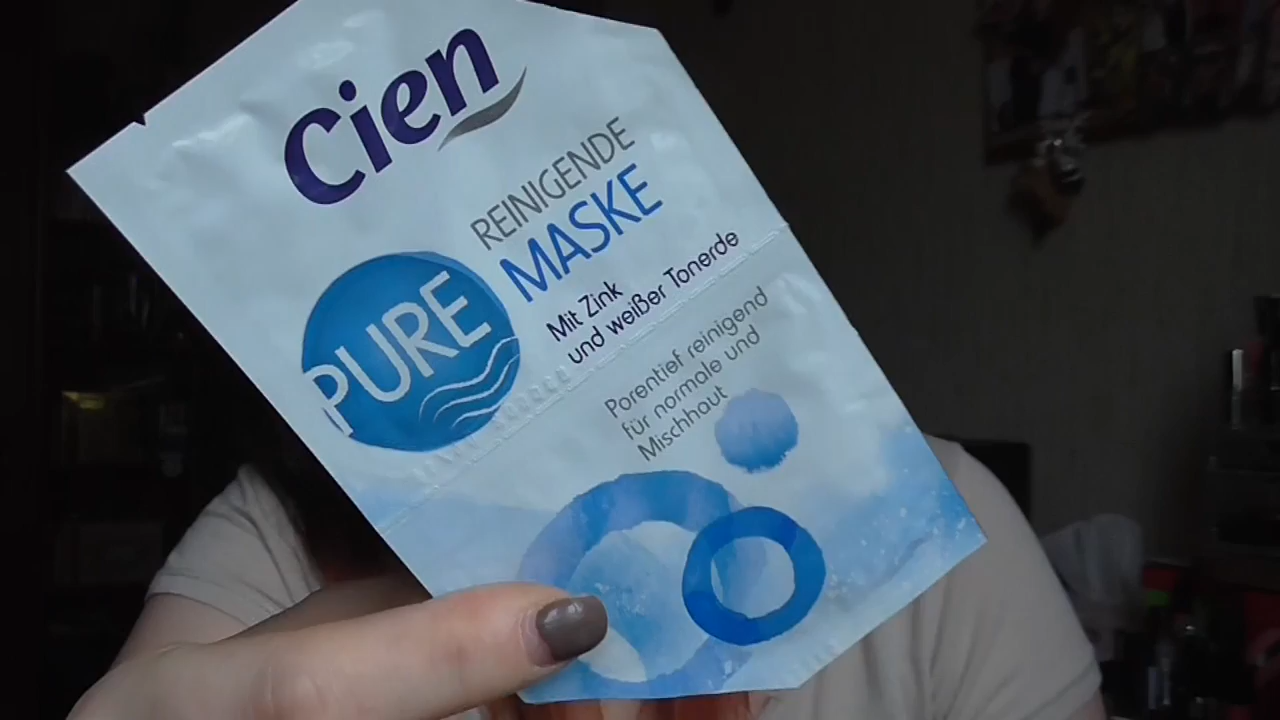 Cien
REINIGENDE
MASKE
PURE
Mit Zink
und weißer Tonerde
Porentief reinigend
für normale und
Mischhaut